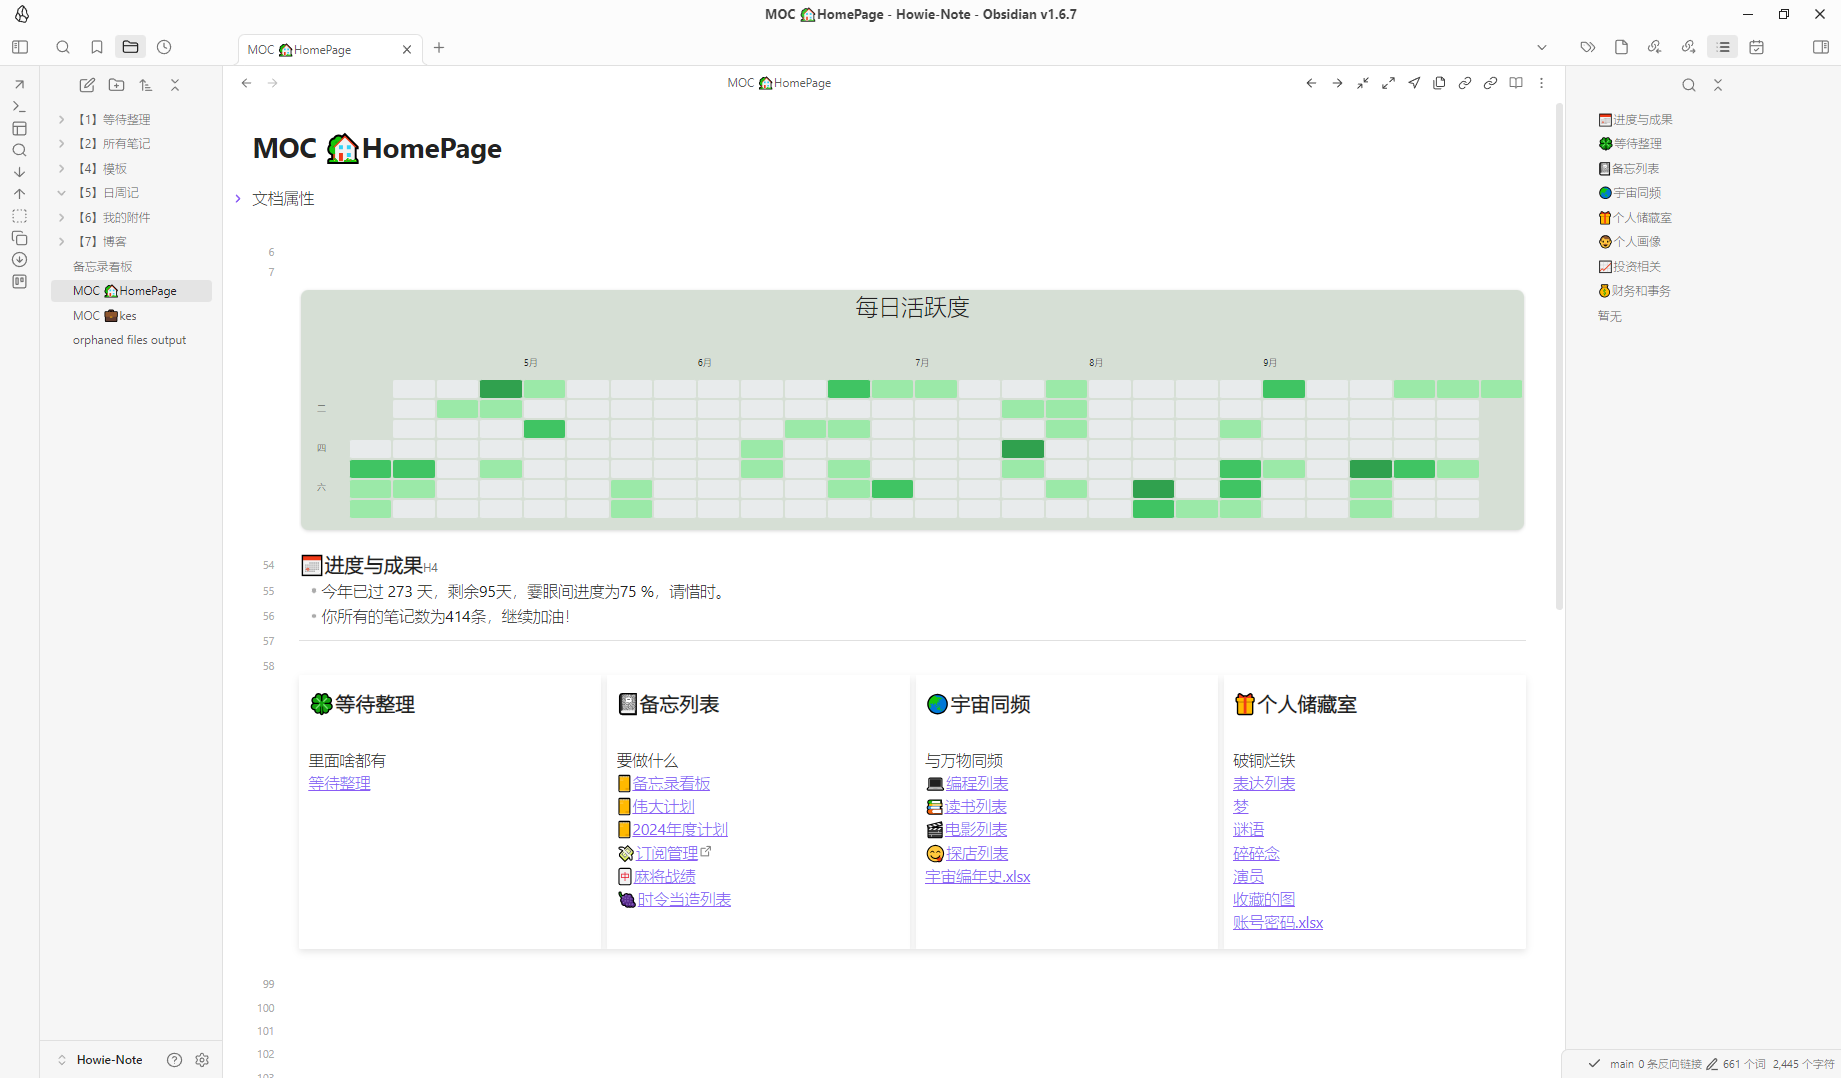 MOC 🏠HomePage - Howie-Note - Obsidian v1.6.7
MOC 🏠HomePage
MOC 🏠HomePage
【1】等待整理
【2】所有笔记
【4】模板
【5】日周记
【6】我的附件
【7】博客
备忘录看板
MOC 🏠HomePage
MOC 💼kes
orphaned files output
Howie-Note
MOC 🏠HomePage
文档属性
6
7
每日活跃度
5月 6月 7月 8月 9月
二
四
六
54 📅进度与成果H4
55 今年已过 273 天，剩余95天，霎眼间进度为75 %，请惜时。
56 你所有的笔记数为414条，继续加油！
57
58
🍀等待整理
里面啥都有
等待整理
📓备忘列表
要做什么
📒备忘录看板
📒伟大计划
📒2024年度计划
💸订阅管理
🀄麻将战绩
🍇时令当造列表
🌏宇宙同频
与万物同频
💻编程列表
📚读书列表
🎬电影列表
😋探店列表
宇宙编年史.xlsx
🎁个人储藏室
破铜烂铁
表达列表
梦
谜语
碎碎念
演员
收藏的图
账号密码.xlsx
99
100
101
102
103
📅进度与成果
🍀等待整理
📓备忘列表
🌏宇宙同频
🎁个人储藏室
👨个人画像
📈投资相关
💰财务和事务
暂无
main 0 条反向链接 661 个词 2,445 个字符